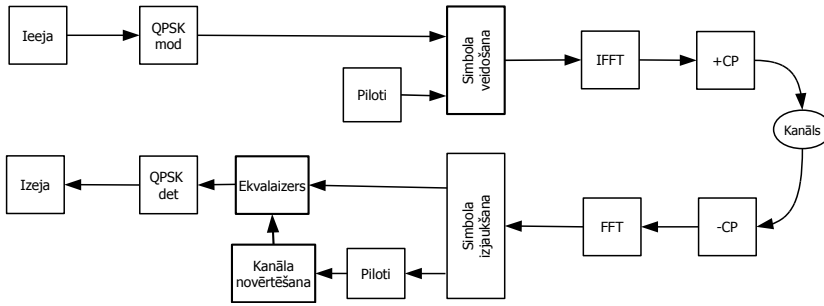 Ieeja
QPSK
mod
Simbola
veidošana
IFFT
+CP
Piloti
Kanāls
Izeja
QPSK
det
Ekvalaizers
Simbola
izjaukšana
FFT
-CP
Kanāla
novērtēšana
Piloti